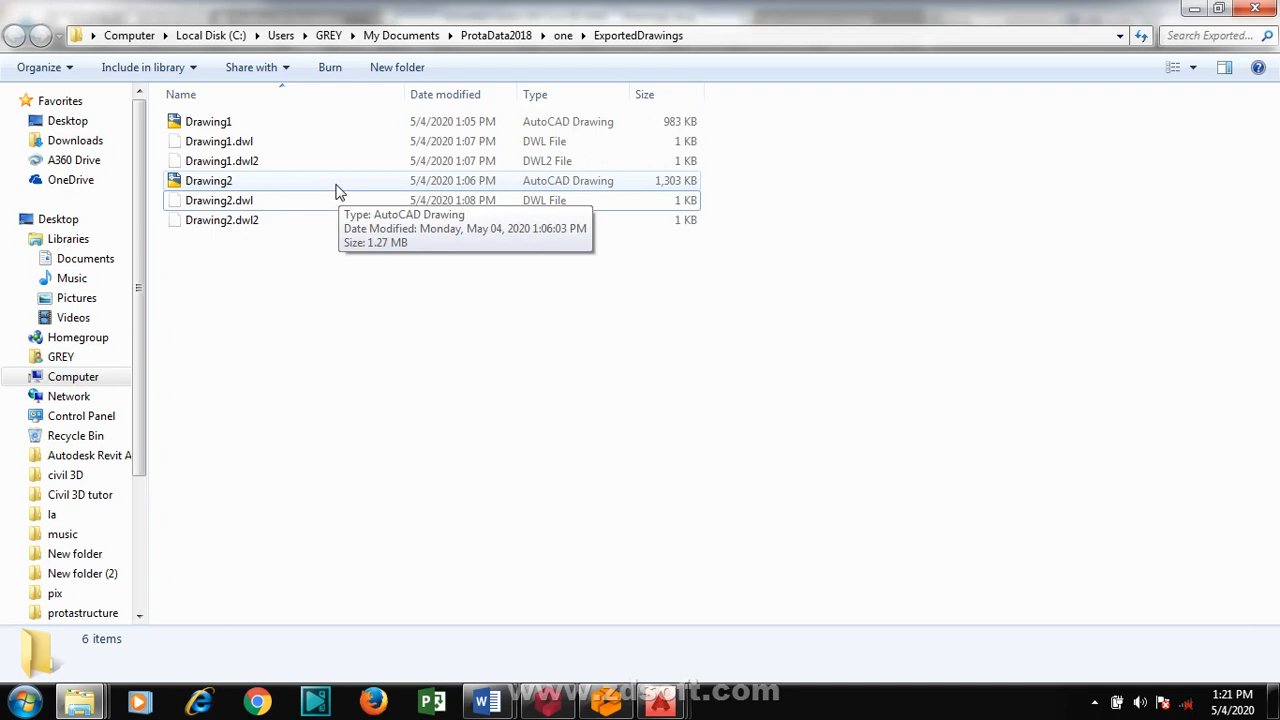 Computer Local Disk (C:) Users GREY My Documents ProtaData2018 one ExportedDrawings Search Exported...
Organize Include in library Share with Burn New folder
Name Date modified Type Size
Favorites
Desktop
Downloads
A360 Drive
OneDrive
Desktop
Libraries
Documents
Music
Pictures
Videos
Homegroup
GREY
Computer
Network
Control Panel
Recycle Bin
Autodesk Revit A
civil 3D
Civil 3D tutor
la
music
New folder
New folder (2)
pix
protastructure
Drawing1 5/4/2020 1:05 PM AutoCAD Drawing 983 KB
Drawing1.dwl 5/4/2020 1:07 PM DWL File 1 KB
Drawing1.dwl2 5/4/2020 1:07 PM DWL2 File 1 KB
Drawing2 5/4/2020 1:06 PM AutoCAD Drawing 1,303 KB
Drawing2.dwl 5/4/2020 1:08 PM DWL File 1 KB
Drawing2.dwl2 1 KB
Type: AutoCAD Drawing
Date Modified: Monday, May 04, 2020 1:06:03 PM
Size: 1.27 MB
6 items
www.zdsoft.com
1:21 PM
5/4/2020